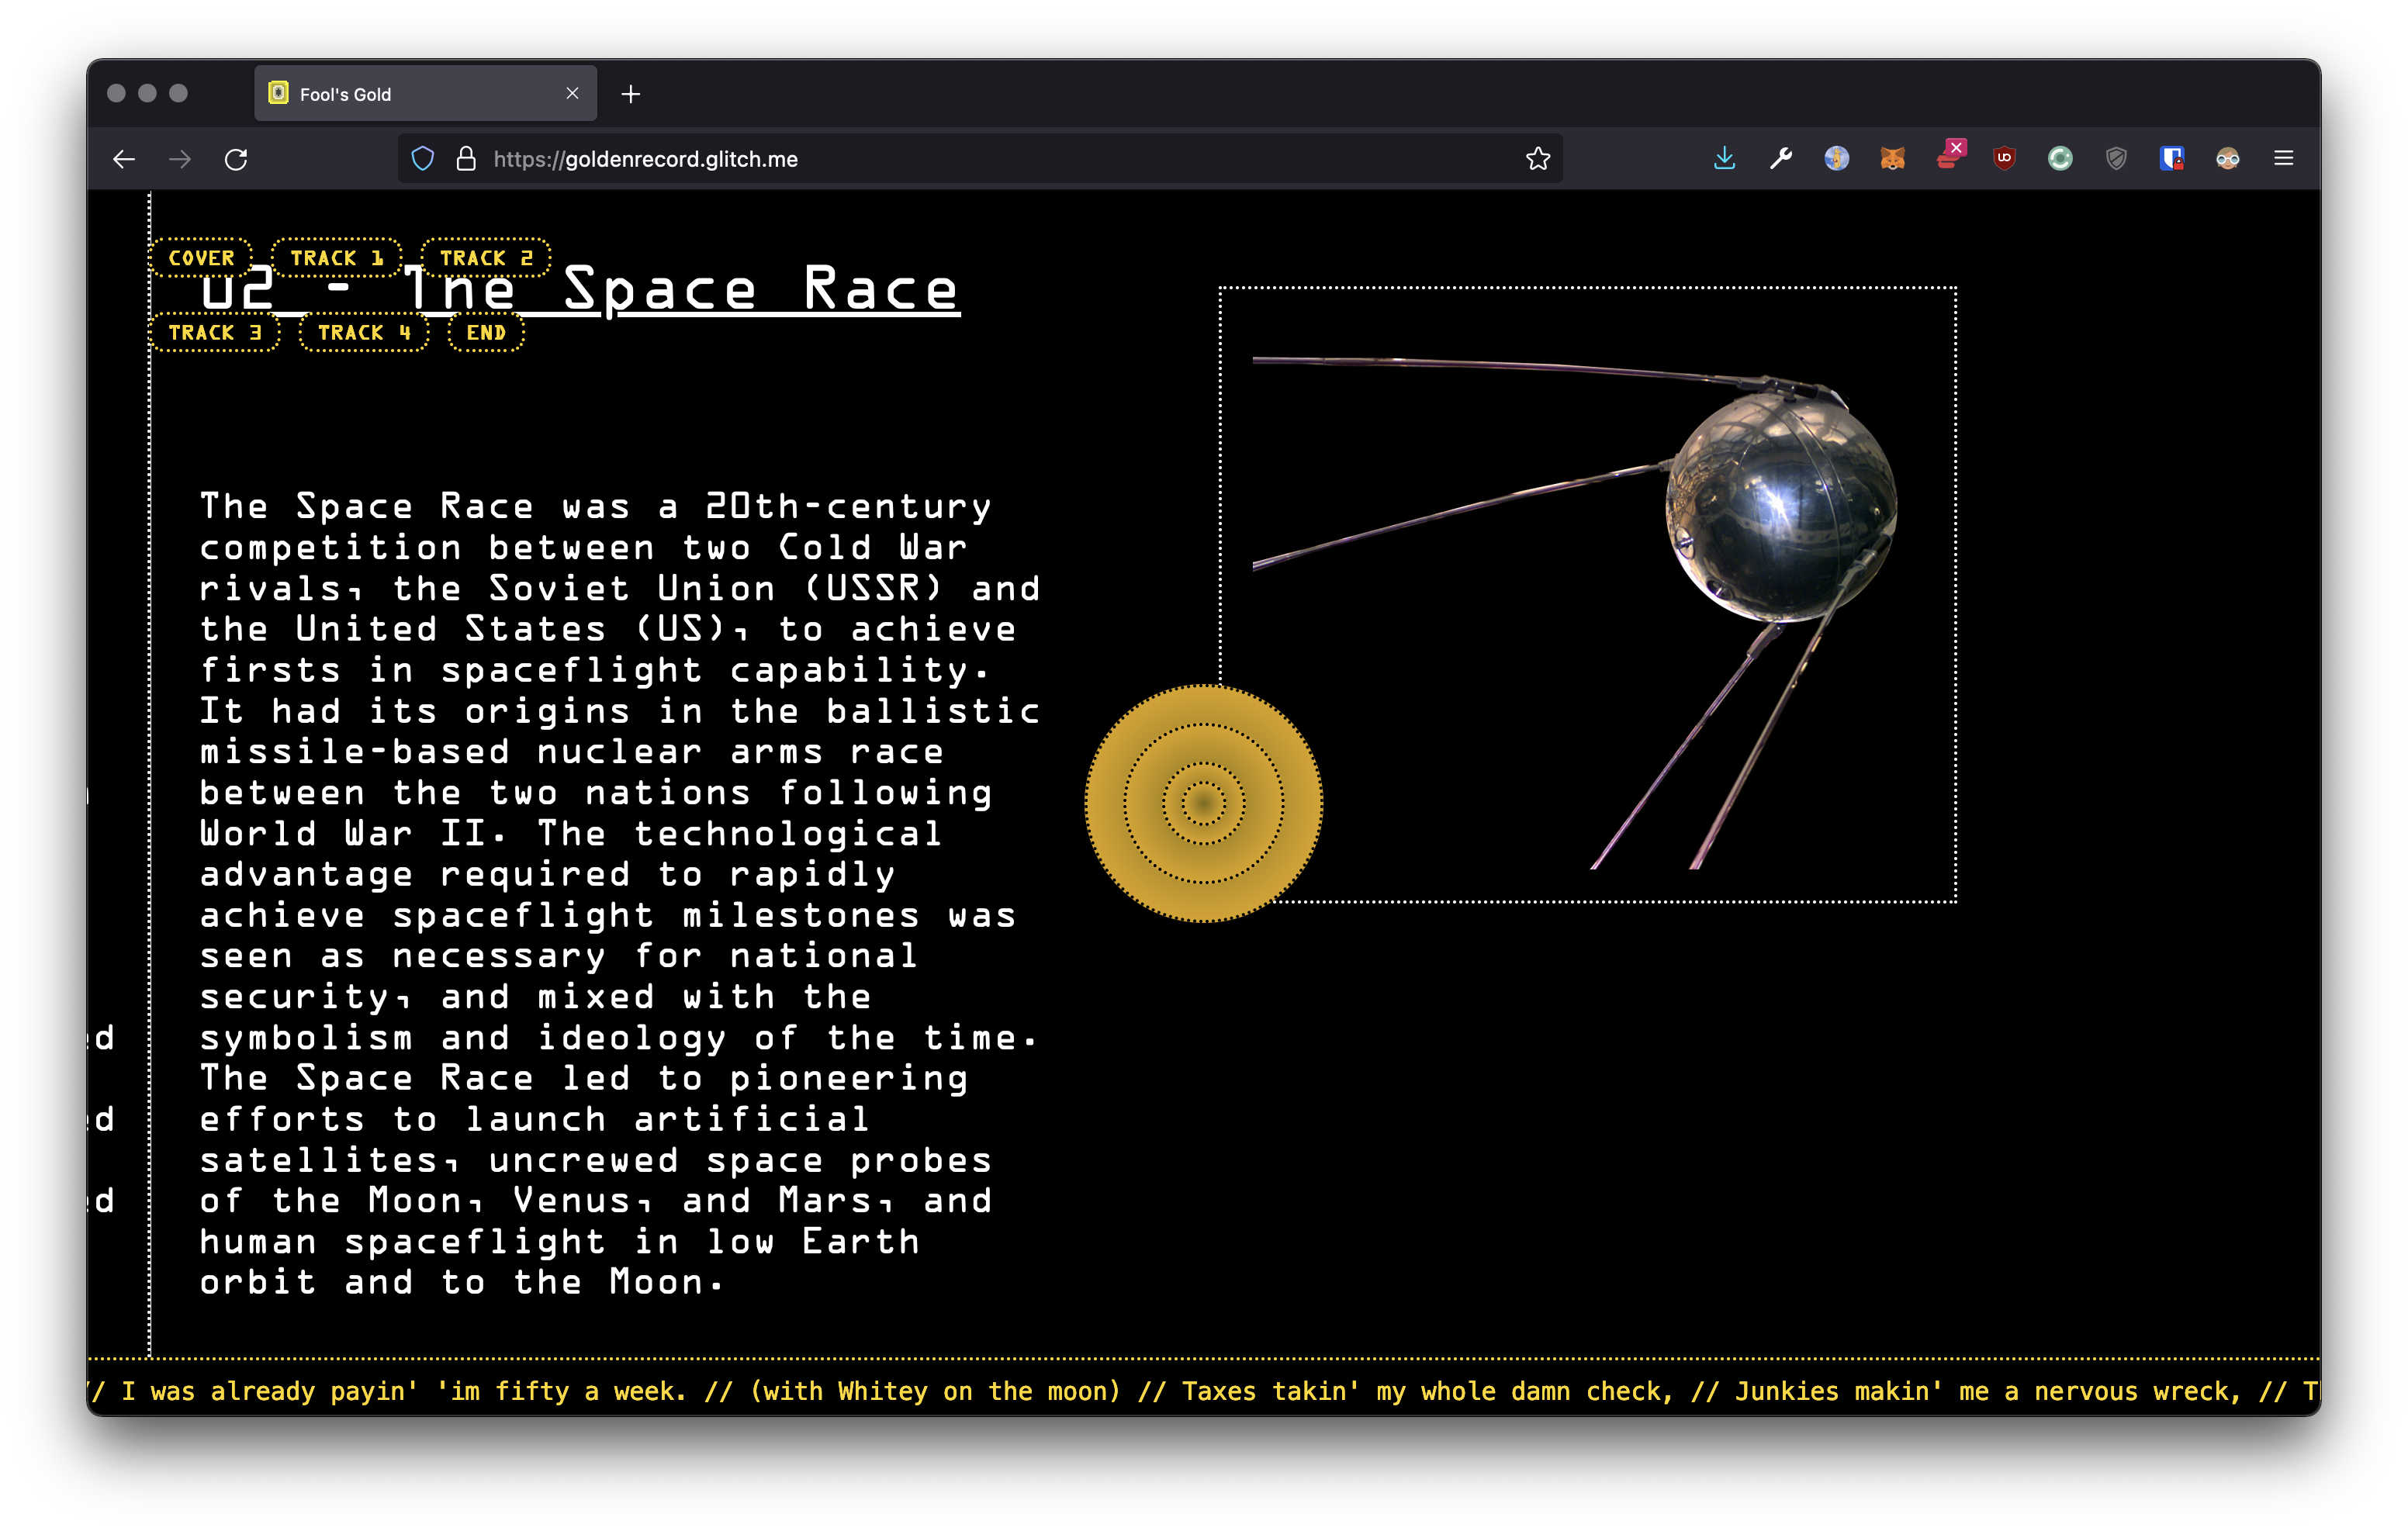 Fool's Gold
https://goldenrecord.glitch.me
COVER TRACK 1 TRACK 2
02 - The Space Race
TRACK 3 TRACK 4 END
The Space Race was a 20th-century
competition between two Cold War
rivals, the Soviet Union (USSR) and
the United States (US), to achieve
firsts in spaceflight capability.
It had its origins in the ballistic
missile-based nuclear arms race
between the two nations following
World War II. The technological
advantage required to rapidly
achieve spaceflight milestones was
seen as necessary for national
security, and mixed with the
symbolism and ideology of the time.
The Space Race led to pioneering
efforts to launch artificial
satellites, uncrewed space probes
of the Moon, Venus, and Mars, and
human spaceflight in low Earth
orbit and to the Moon.
// I was already payin' 'im fifty a week. // (with Whitey on the moon) // Taxes takin' my whole damn check, // Junkies makin' me a nervous wreck, //